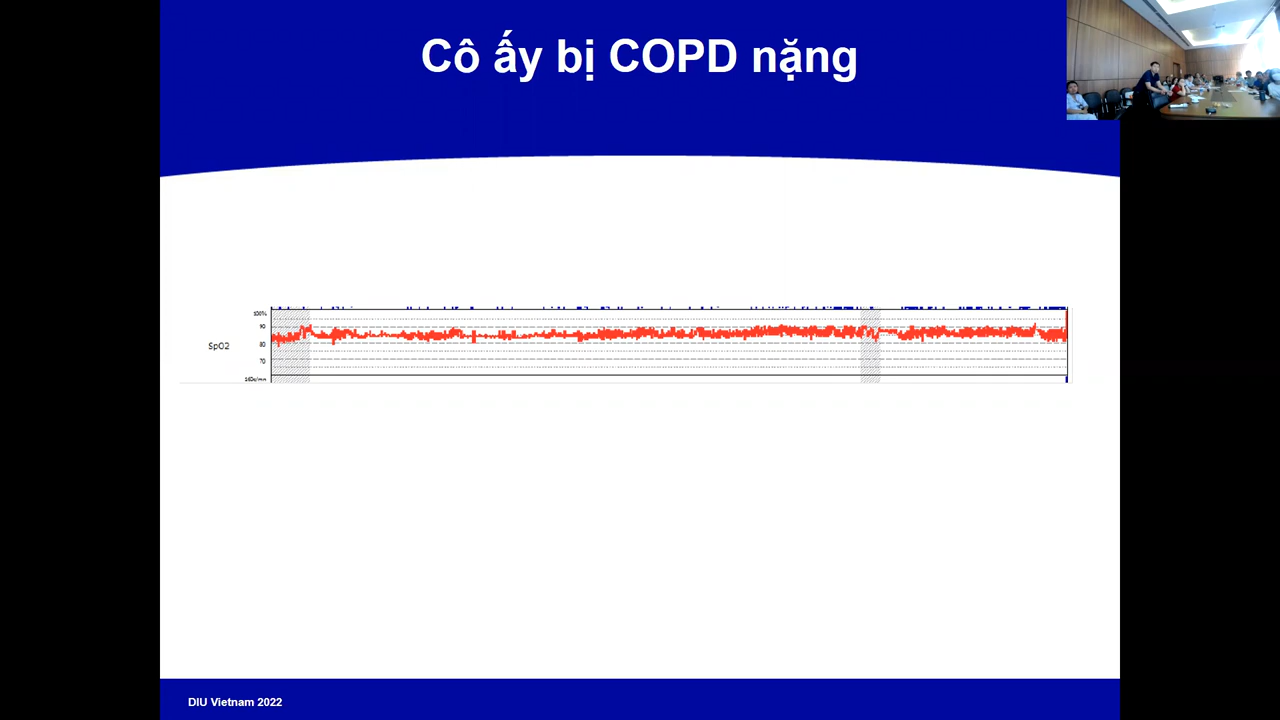 Cô ấy bị COPD nặng
100%
90
SpO2
80
70
DIU Vietnam 2022